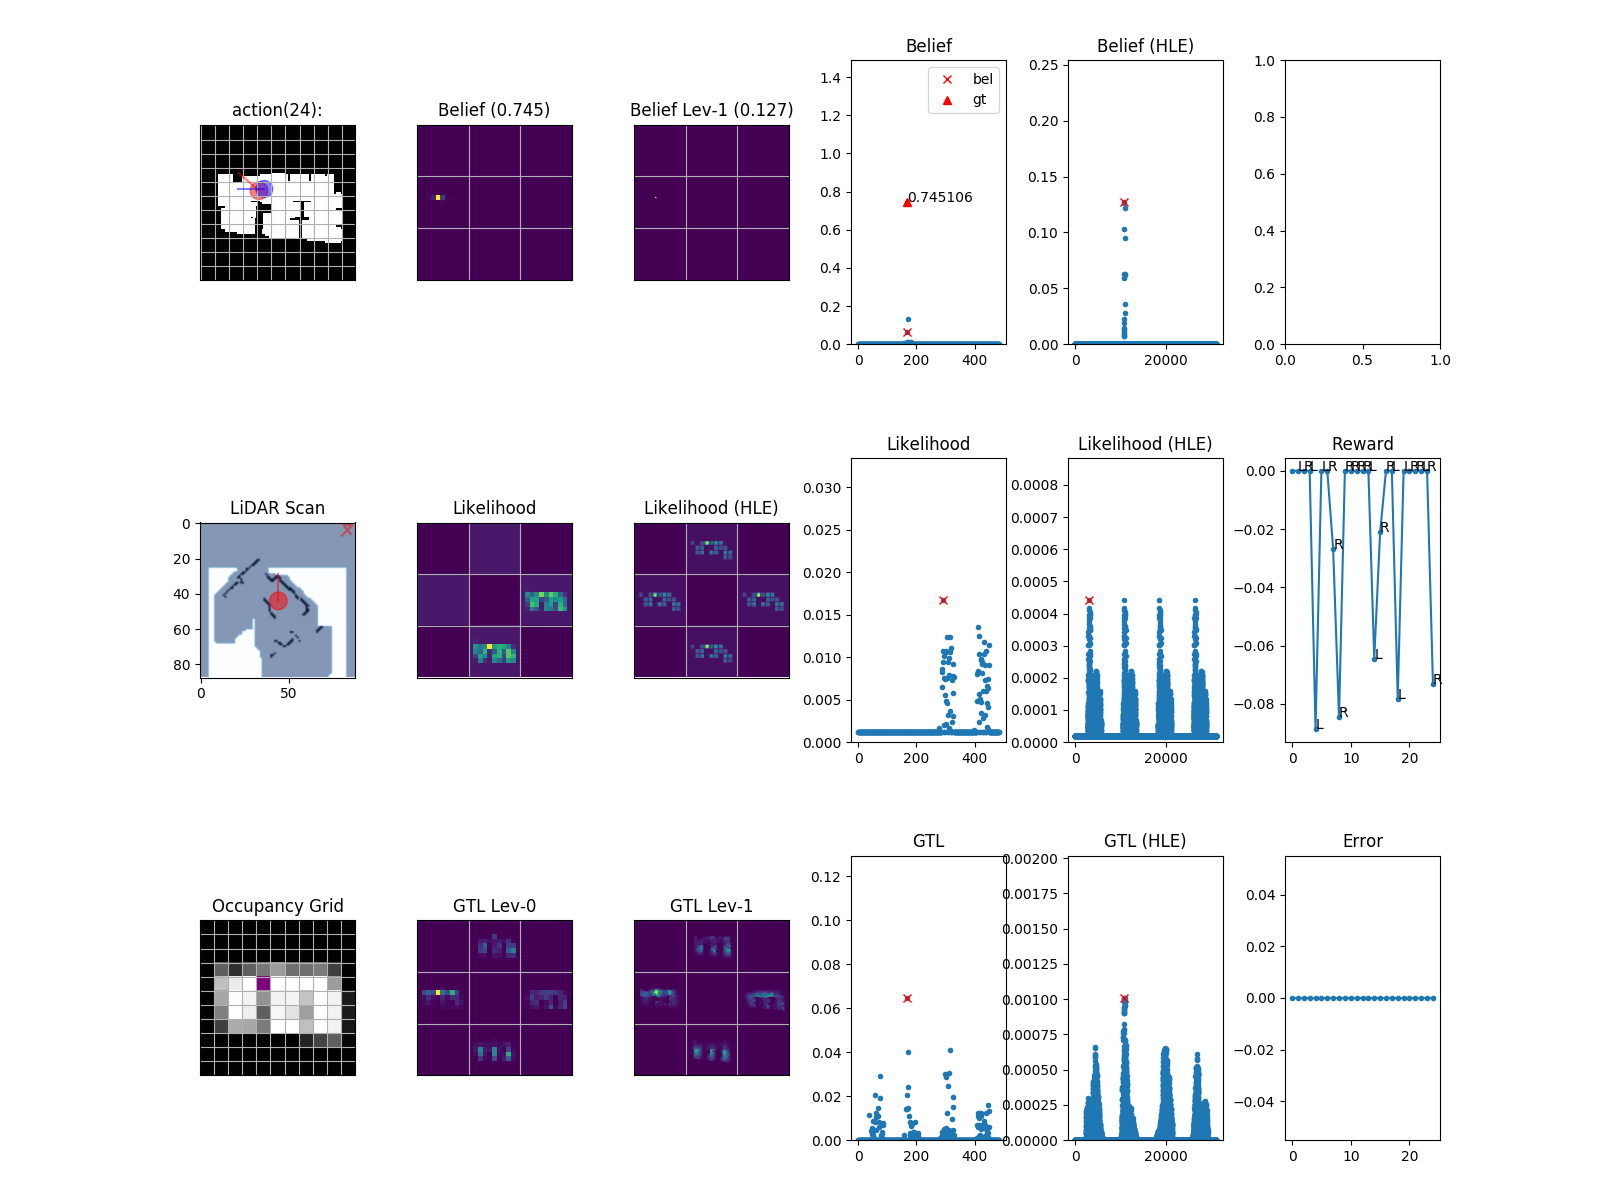 Belief
Belief (HLE)
action(24):
Belief (0.745)
Belief Lev-1 (0.127)
bel
gt
0.745106
1.4
1.2
1.0
0.8
0.6
0.4
0.2
0.0
0 200 400
0.25
0.20
0.15
0.10
0.05
0.00
0 20000
1.0
0.8
0.6
0.4
0.2
0.0
0.0 0.5 1.0
LiDAR Scan
Likelihood
Likelihood (HLE)
Likelihood
Likelihood (HLE)
Reward
0
20
40
60
80
0 50
0.030
0.025
0.020
0.015
0.010
0.005
0.000
0 200 400
0.0008
0.0007
0.0006
0.0005
0.0004
0.0003
0.0002
0.0001
0.0000
0 20000
0.00
−0.02
−0.04
−0.06
−0.08
R
R
L
L
R
L
R
0 10 20
Occupancy Grid
GTL Lev-0
GTL Lev-1
GTL
GTL (HLE)
Error
0.12
0.10
0.08
0.06
0.04
0.02
0.00
0 200 400
0.00200
0.00175
0.00150
0.00125
0.00100
0.00075
0.00050
0.00025
0.00000
0 20000
0.04
0.02
0.00
−0.02
−0.04
0 10 20